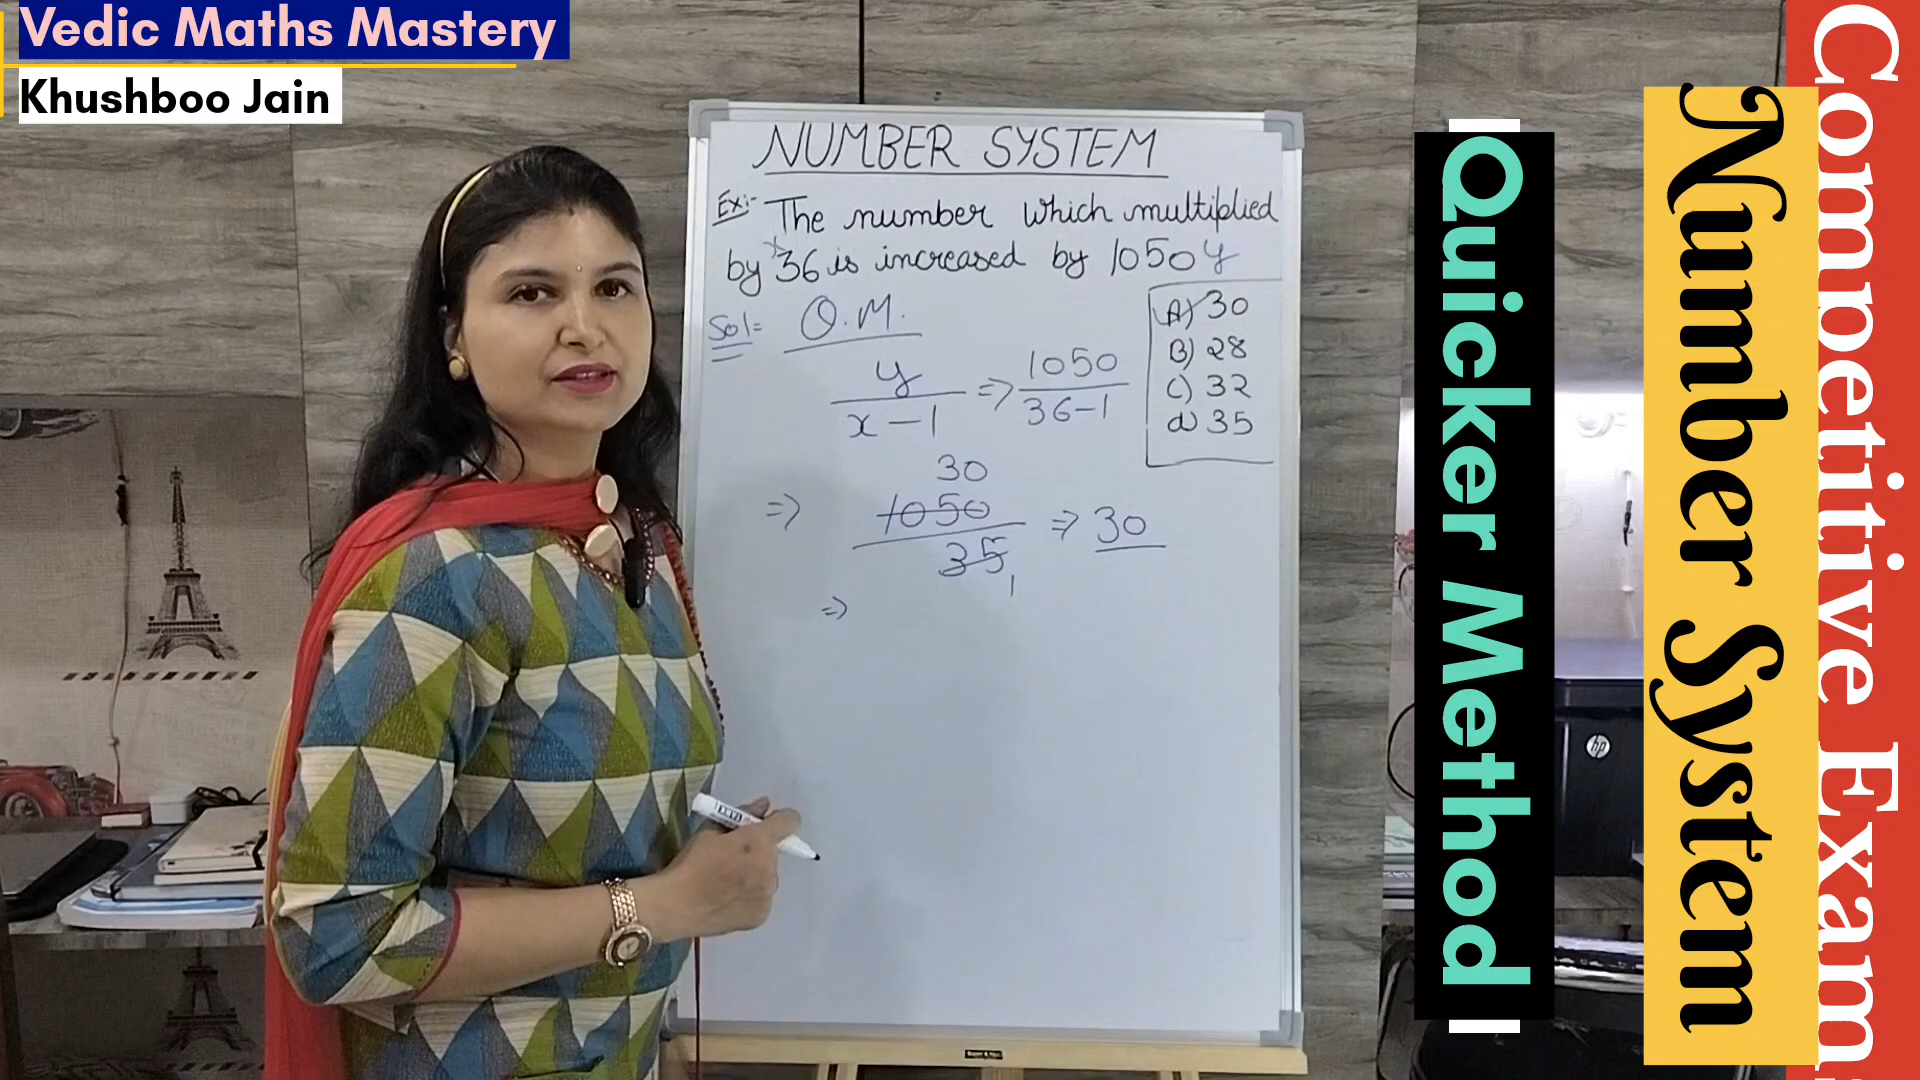 Vedic Maths Mastery
Khushboo Jain
NUMBER SYSTEM
Ex:- The number which multiplied
x
by 36 is increased by 1050 y
Sol= Q.M.
A) 30
B) 28
C) 32
d) 35
y => 1050
x - 1 36-1
30
=> 1050 => 30
35
1
=>
Quicker Method
Number System
Competitive Exam
hp